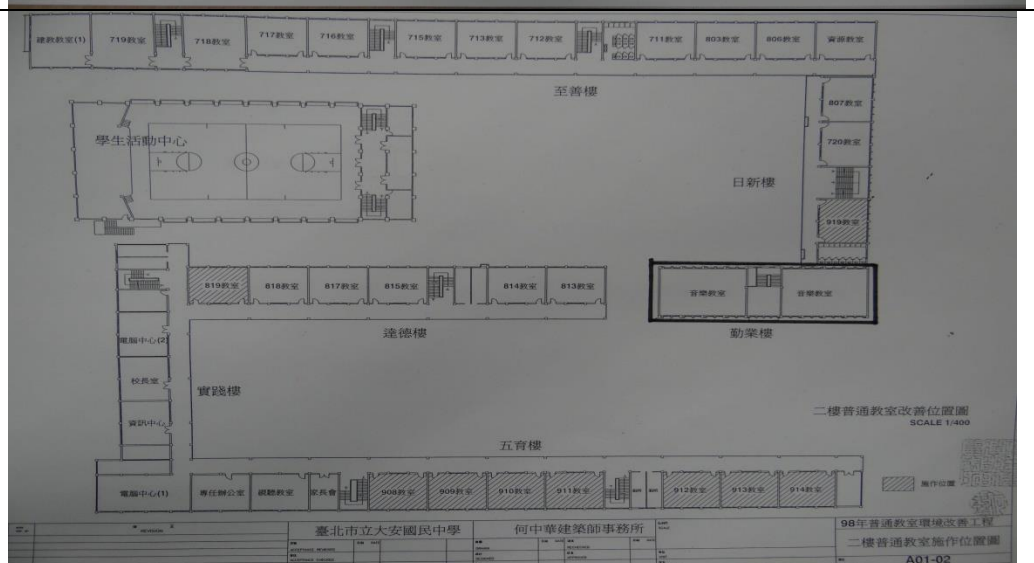 建教教室(1) 719教室 718教室 717教室 716教室 715教室 713教室 712教室 711教室 803教室 806教室 資源教室
至善樓
807教室
學生活動中心
720教室
日新樓
919教室
819教室 818教室 817教室 815教室 814教室 813教室
音樂教室 音樂教室
達德樓
勤業樓
電腦中心(2)
校長室
實踐樓
資訊中心
二樓普通教室改善位置圖
SCALE 1/400
五育樓
電腦中心(1) 專任辦公室 視聽教室 家長會 908教室 909教室 910教室 911教室 912教室 913教室 914教室
施作位置
臺北市立大安國民中學 何中華建築師事務所
98年普通教室環境改善工程
二樓普通教室施作位置圖
A01-02